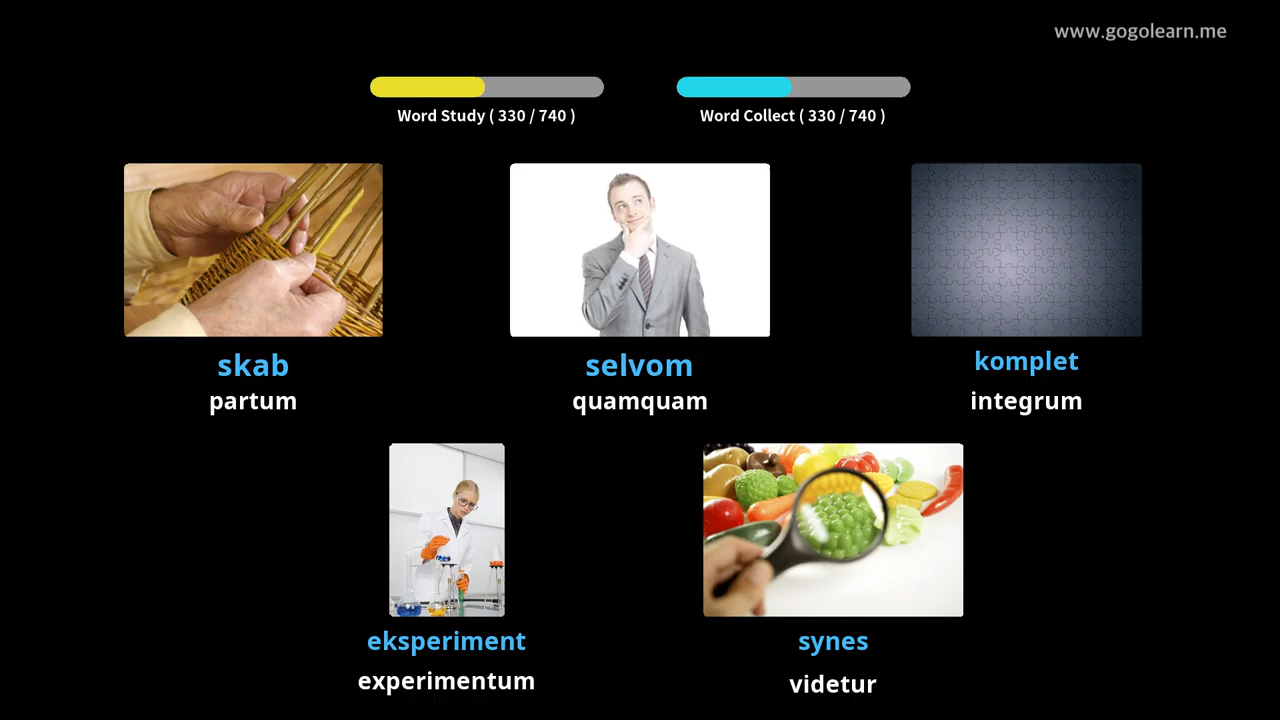 www.gogolearn.me
Word Study ( 330 / 740 )
Word Collect ( 330 / 740 )
skab
partum
selvom
quamquam
komplet
integrum
eksperiment
experimentum
synes
videtur